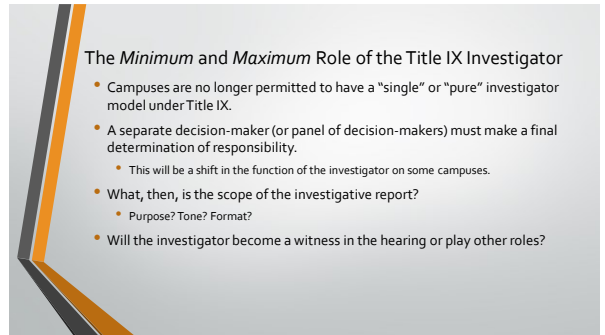 The Minimum and Maximum Role of the Title IX Investigator
• Campuses are no longer permitted to have a “single” or “pure” investigator
model under Title IX.
• A separate decision-maker (or panel of decision-makers) must make a final
determination of responsibility.
• This will be a shift in the function of the investigator on some campuses.
• What, then, is the scope of the investigative report?
• Purpose? Tone? Format?
• Will the investigator become a witness in the hearing or play other roles?